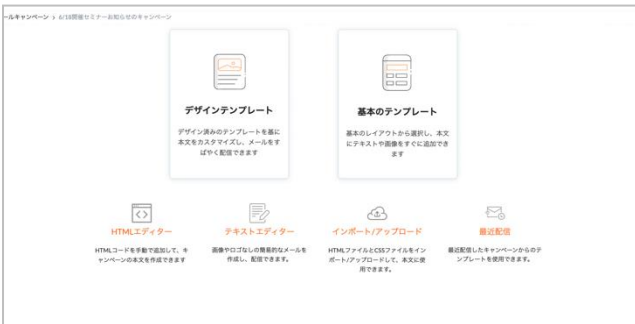 ールキャンペーン › 6/18開催セミナーお知らせのキャンペーン
デザインテンプレート
デザイン済みのテンプレートを基に
本文をカスタマイズし、メールをす
ばやく配信できます
基本のテンプレート
基本のレイアウトから選択し、本文
にテキストや画像をすぐに追加でき
ます
HTMLエディター
HTMLコードを手動で追加して、キ
ャンペーンの本文を作成できます
テキストエディター
画像やロゴなしの簡易的なメールを
作成し、配信できます。
インポート/アップロード
HTMLファイルとCSSファイルをイン
ポート/アップロードして、本文に使
用できます。
最近配信
最近配信したキャンペーンからのテ
ンプレートを使用できます。